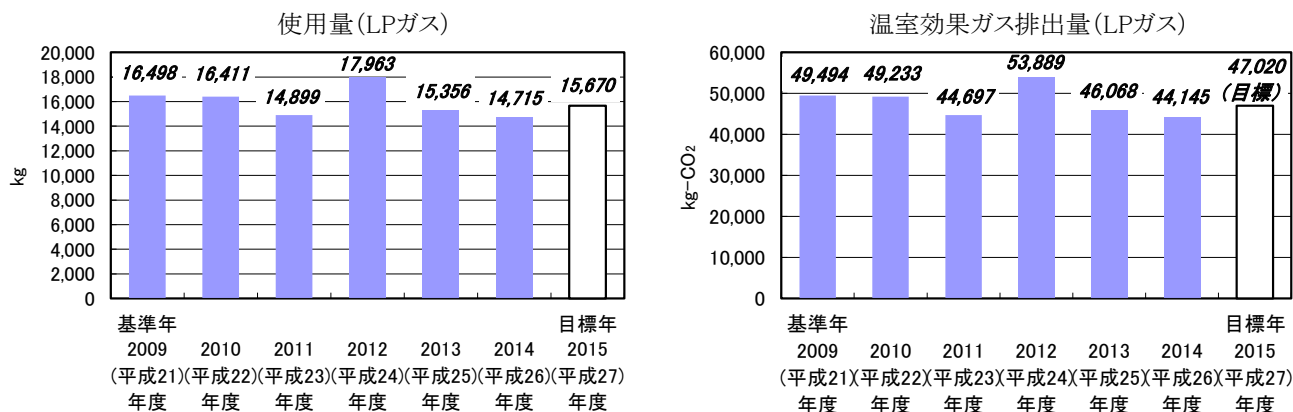 使用量(LPガス)
20,000
18,000
16,000
14,000
12,000
10,000
8,000
6,000
4,000
2,000
0
kg
16,498
16,411
14,899
17,963
15,356
14,715
15,670
基準年 目標年
2009 2010 2011 2012 2013 2014 2015
(平成21)(平成22)(平成23)(平成24)(平成25)(平成26)(平成27)
年度 年度 年度 年度 年度 年度 年度
温室効果ガス排出量(LPガス)
60,000
50,000
40,000
30,000
20,000
10,000
0
kg-CO₂
49,494
49,233
44,697
53,889
46,068
44,145
47,020
(目標)
基準年 目標年
2009 2010 2011 2012 2013 2014 2015
(平成21)(平成22)(平成23)(平成24)(平成25)(平成26)(平成27)
年度 年度 年度 年度 年度 年度 年度